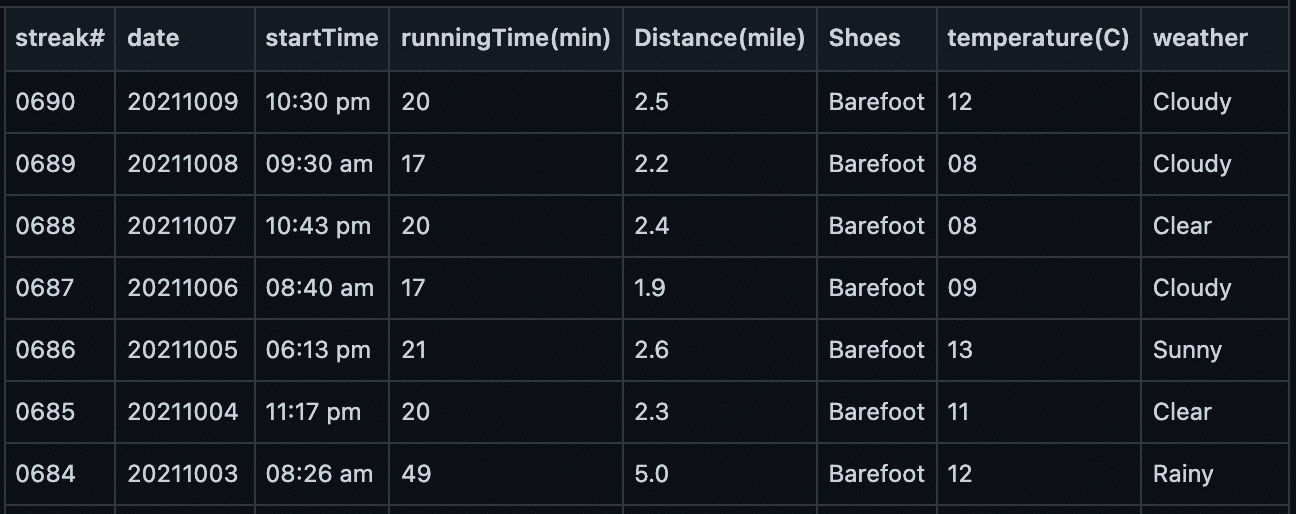 streak# date startTime runningTime(min) Distance(mile) Shoes temperature(C) weather
0690 20211009 10:30 pm 20 2.5 Barefoot 12 Cloudy
0689 20211008 09:30 am 17 2.2 Barefoot 08 Cloudy
0688 20211007 10:43 pm 20 2.4 Barefoot 08 Clear
0687 20211006 08:40 am 17 1.9 Barefoot 09 Cloudy
0686 20211005 06:13 pm 21 2.6 Barefoot 13 Sunny
0685 20211004 11:17 pm 20 2.3 Barefoot 11 Clear
0684 20211003 08:26 am 49 5.0 Barefoot 12 Rainy